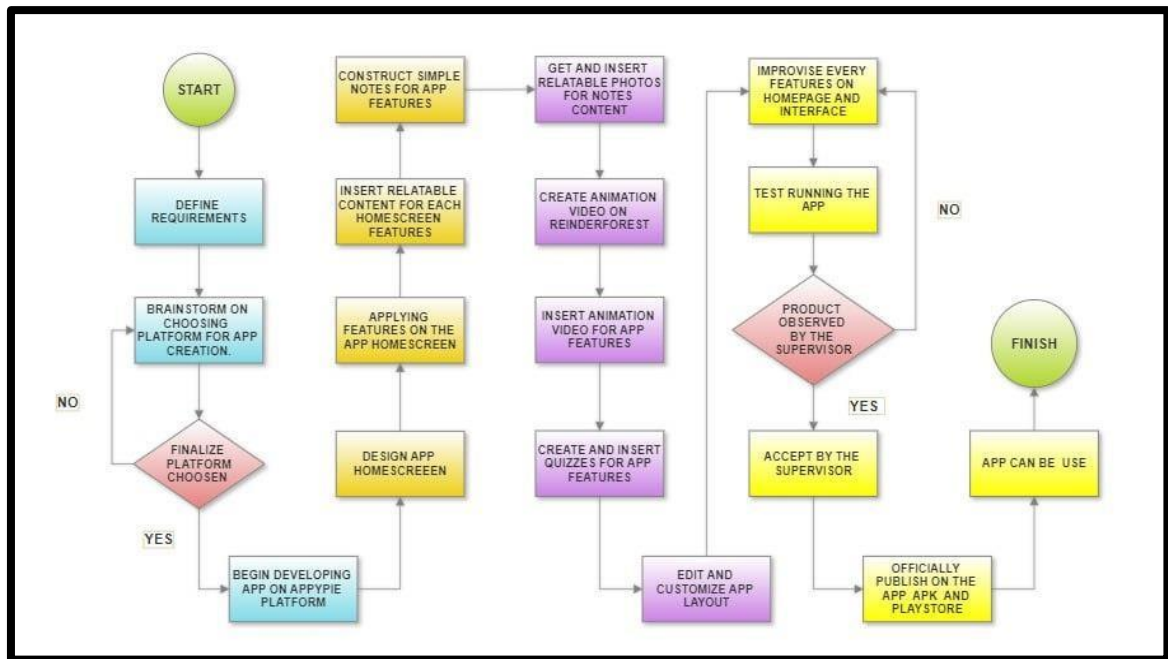 START
DEFINE
REQUIREMENTS
BRAINSTORM ON
CHOOSING
PLATFORM FOR APP
CREATION.
NO
FINALIZE
PLATFORM
CHOOSEN
YES
BEGIN DEVELOPING
APP ON APPYPIE
PLATFORM
DESIGN APP
HOMESCREEEN
APPLYING
FEATURES ON THE
APP HOMESCREEN
INSERT RELATABLE
CONTENT FOR EACH
HOMESCREEN
FEATURES
CONSTRUCT SIMPLE
NOTES FOR APP
FEATURES
GET AND INSERT
RELATABLE PHOTOS
FOR NOTES
CONTENT
CREATE ANIMATION
VIDEO ON
REINDERFOREST
INSERT ANIMATION
VIDEO FOR APP
FEATURES
CREATE AND INSERT
QUIZZES FOR APP
FEATURES
EDIT AND
CUSTOMIZE APP
LAYOUT
IMPROVISE EVERY
FEATURES ON
HOMEPAGE AND
INTERFACE
TEST RUNNING THE
APP
NO
PRODUCT
OBSERVED BY
THE
SUPERVISOR
YES
ACCEPT BY THE
SUPERVISOR
OFFICIALLY
PUBLISH ON THE
APP APK AND
PLAYSTORE
APP CAN BE USE
FINISH